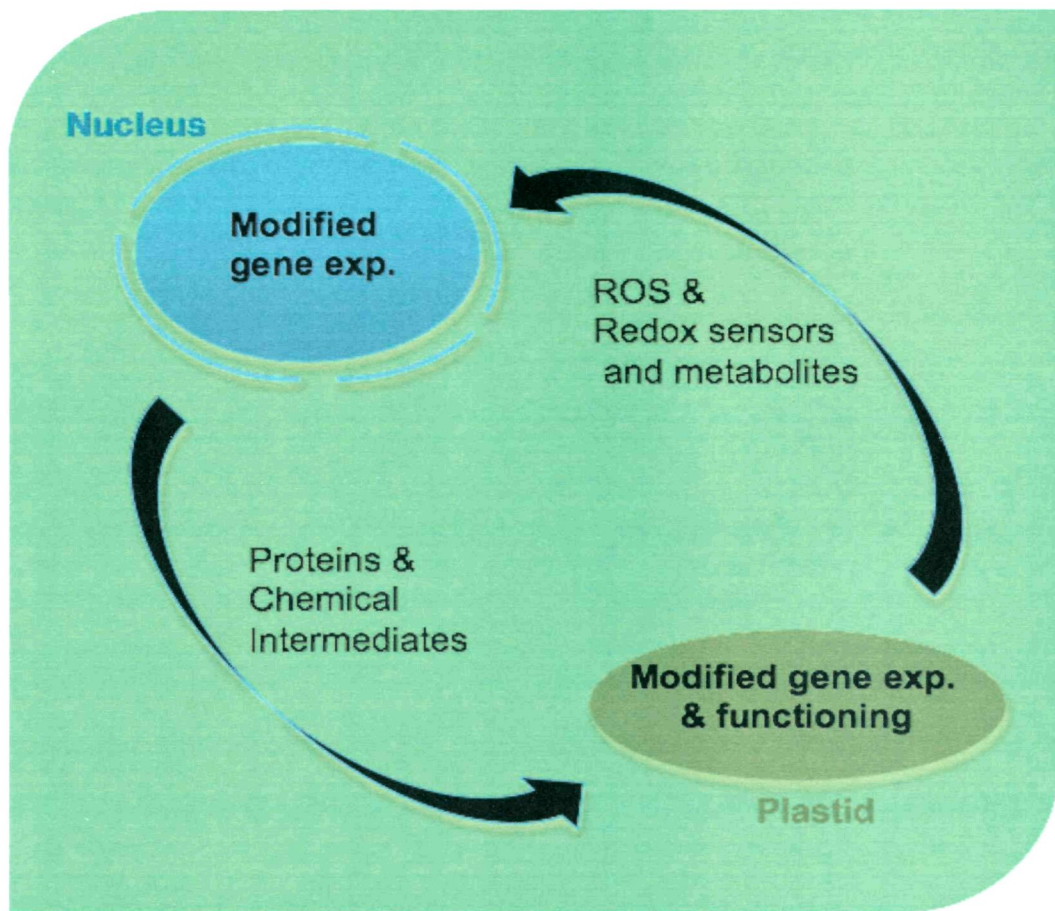 Nucleus
Modified
gene exp.
ROS &
Redox sensors
and metabolites
Proteins &
Chemical
Intermediates
Modified gene exp.
& functioning
Plastid